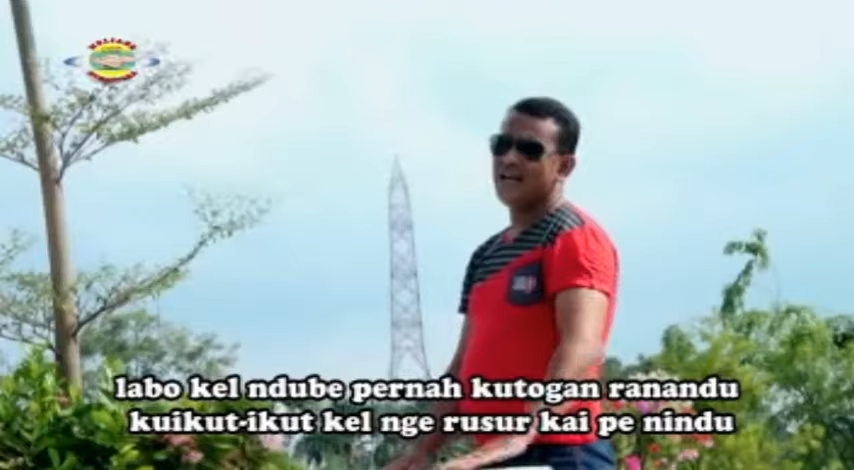 labo kel ndube pernah kutogan ranandu
kuikut-ikut kel nge rusur kai pe nindu